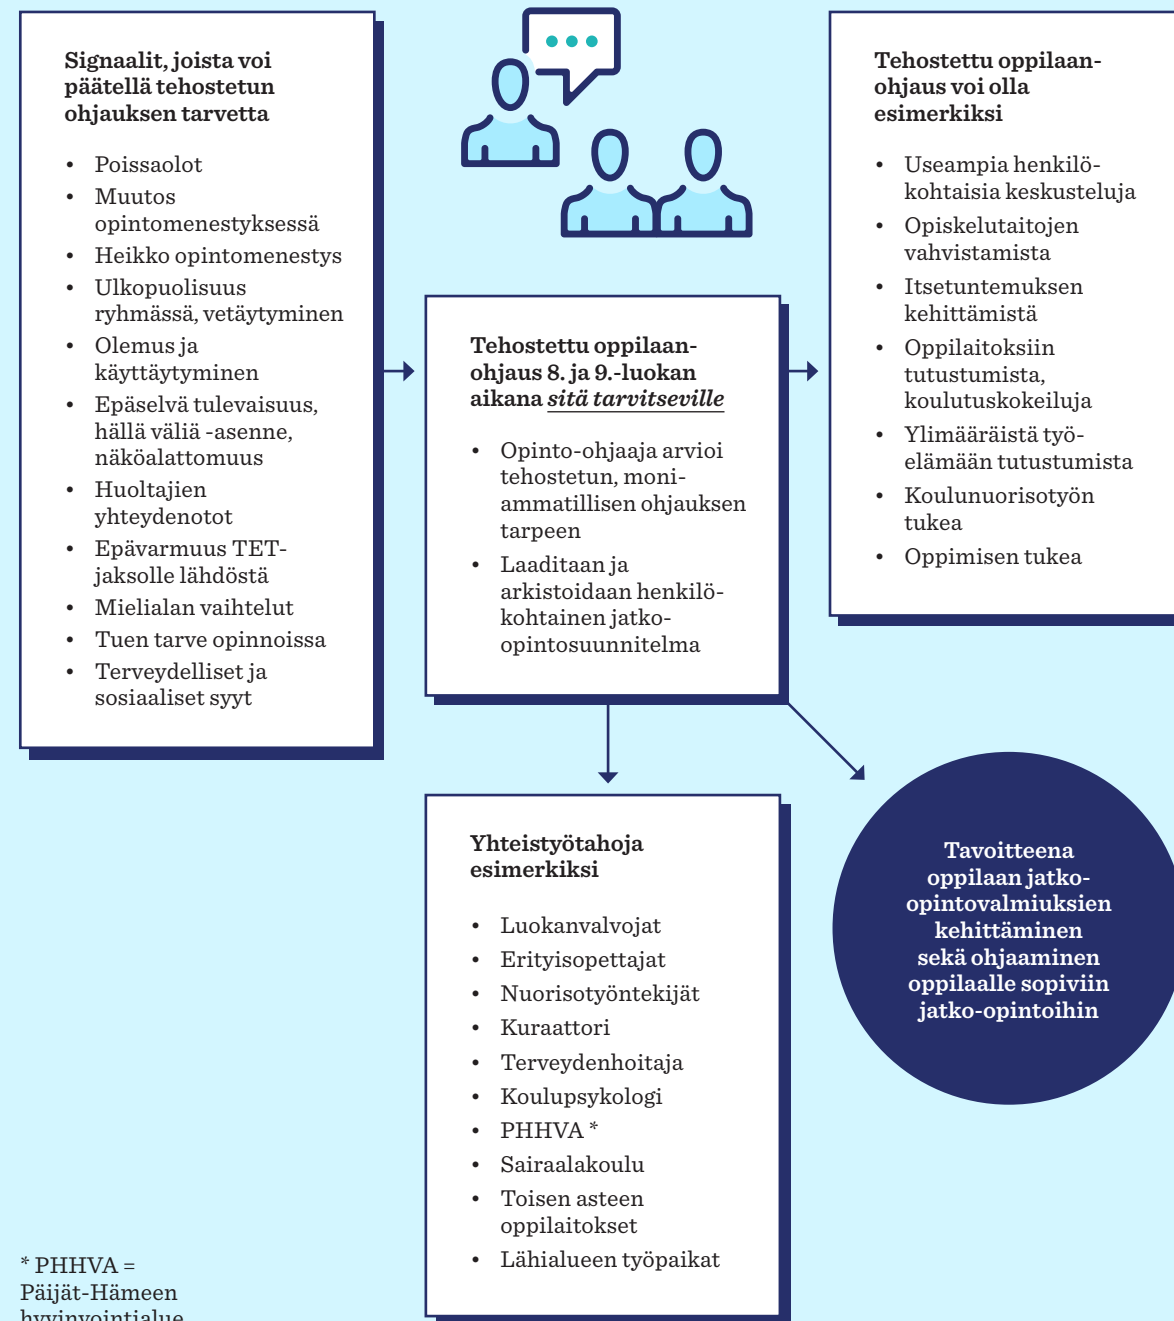 Signaalit, joista voi
päätellä tehostetun
ohjauksen tarvetta
• Poissaolot
• Muutos
opintomenestyksessä
• Heikko opintomenestys
• Ulkopuolisuus
ryhmässä, vetäytyminen
• Olemus ja
käyttäytyminen
• Epäselvä tulevaisuus,
hällä väliä -asenne,
näköalattomuus
• Huoltajien
yhteydenotot
• Epävarmuus TET-
jaksolle lähdöstä
• Mielialan vaihtelut
• Tuen tarve opinnoissa
• Terveydelliset ja
sosiaaliset syyt
Tehostettu oppilaan-
ohjaus 8. ja 9.-luokan
aikana sitä tarvitseville
• Opinto-ohjaaja arvioi
tehostetun, moni-
ammatillisen ohjauksen
tarpeen
• Laaditaan ja
arkistoidaan henkilö-
kohtainen jatko-
opintosuunnitelma
Tehostettu oppilaan-
ohjaus voi olla
esimerkiksi
• Useampia henkilö-
kohtaisia keskusteluja
• Opiskelutaitojen
vahvistamista
• Itsetuntemuksen
kehittämistä
• Oppilaitoksiin
tutustumista,
koulutuskokeiluja
• Ylimääräistä työ-
elämään tutustumista
• Koulunuorisotyön
tukea
• Oppimisen tukea
Yhteistyötahoja
esimerkiksi
• Luokanvalvojat
• Erityisopettajat
• Nuorisotyöntekijät
• Kuraattori
• Terveydenhoitaja
• Koulupsykologi
• PHHVA *
• Sairaalakoulu
• Toisen asteen
oppilaitokset
• Lähialueen työpaikat
Tavoitteena
oppilaan jatko-
opintovalmiuksien
kehittäminen
sekä ohjaaminen
oppilaalle sopiviin
jatko-opintoihin
* PHHVA =
Päijät-Hämeen
hyvinvointialue